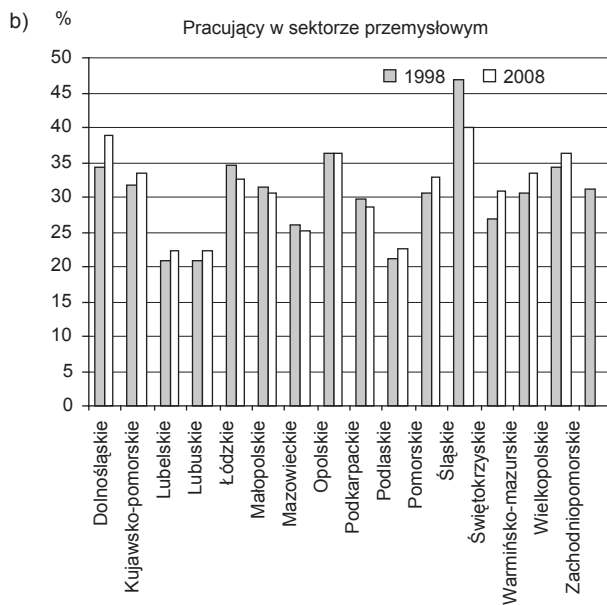 b)
%
Pracujący w sektorze przemysłowym
1998
2008
50
45
40
35
30
25
20
15
10
5
0
Dolnośląskie
Kujawsko-pomorskie
Lubelskie
Lubuskie
Łódzkie
Małopolskie
Mazowieckie
Opolskie
Podkarpackie
Podlaskie
Pomorskie
Śląskie
Świętokrzyskie
Warmińsko-mazurskie
Wielkopolskie
Zachodniopomorskie